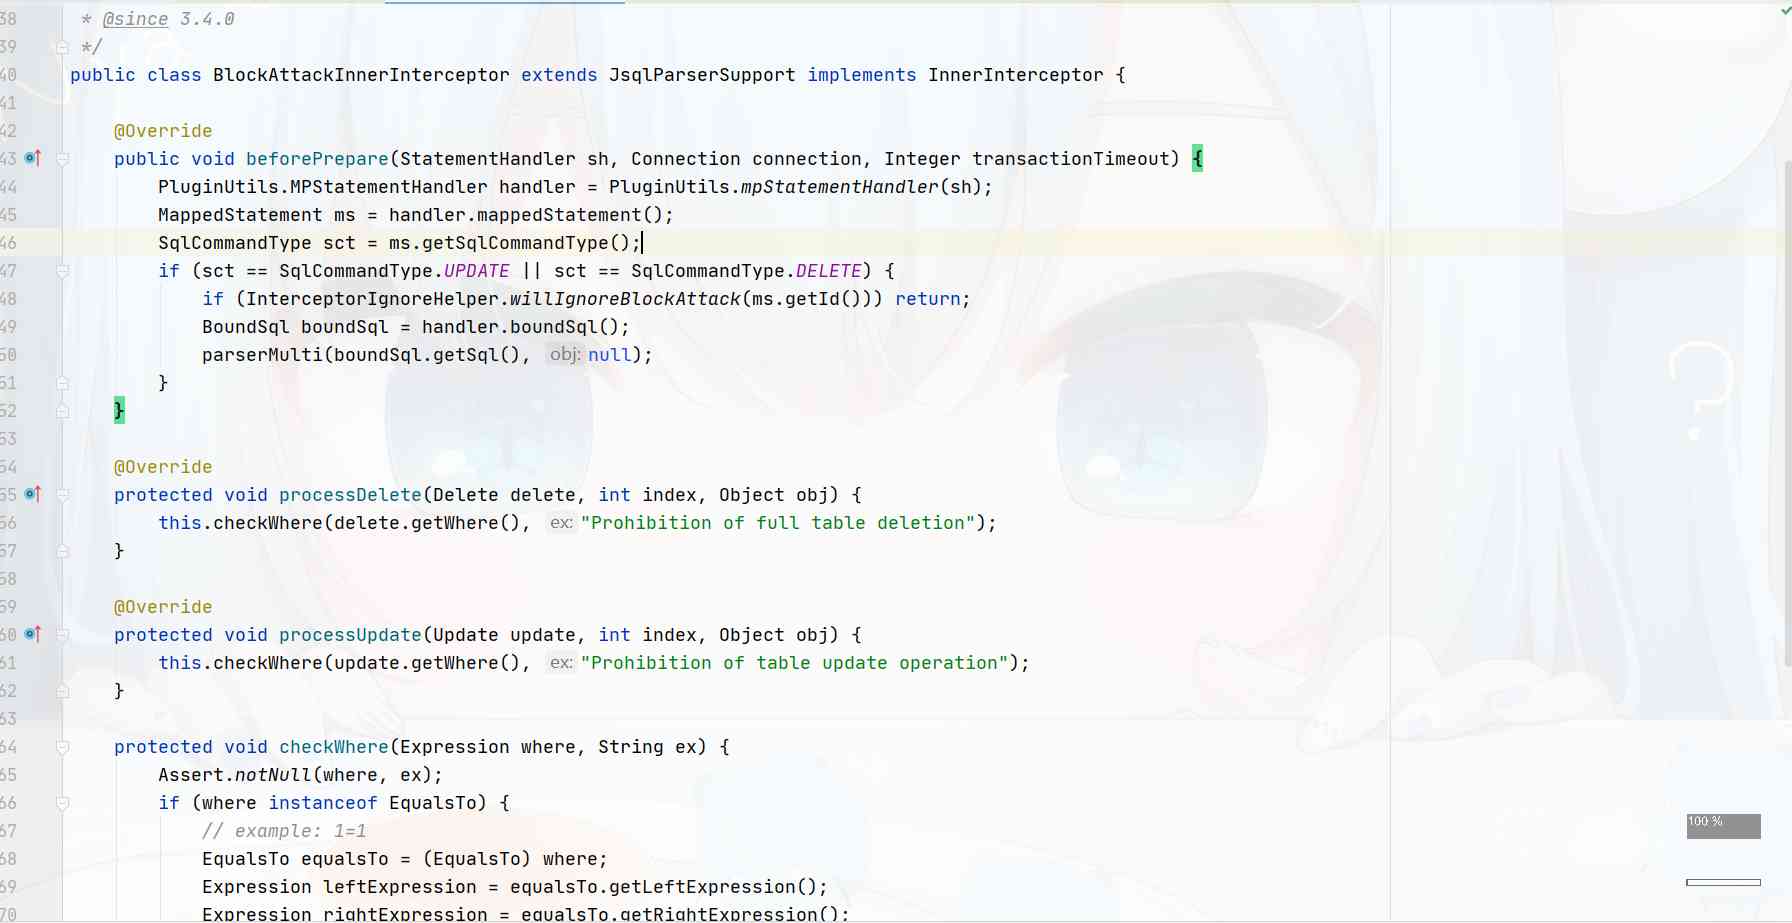 38 * @since 3.4.0
39 */
40 public class BlockAttackInnerInterceptor extends JsqlParserSupport implements InnerInterceptor {
41
42 @Override
43 public void beforePrepare(StatementHandler sh, Connection connection, Integer transactionTimeout) {
44 PluginUtils.MPStatementHandler handler = PluginUtils.mpStatementHandler(sh);
45 MappedStatement ms = handler.mappedStatement();
46 SqlCommandType sct = ms.getSqlCommandType();
47 if (sct == SqlCommandType.UPDATE || sct == SqlCommandType.DELETE) {
48 if (InterceptorIgnoreHelper.willIgnoreBlockAttack(ms.getId())) return;
49 BoundSql boundSql = handler.boundSql();
50 parserMulti(boundSql.getSql(), obj: null);
51 }
52 }
53
54 @Override
55 protected void processDelete(Delete delete, int index, Object obj) {
56 this.checkWhere(delete.getWhere(), ex: "Prohibition of full table deletion");
57 }
58
59 @Override
60 protected void processUpdate(Update update, int index, Object obj) {
61 this.checkWhere(update.getWhere(), ex: "Prohibition of table update operation");
62 }
63
64 protected void checkWhere(Expression where, String ex) {
65 Assert.notNull(where, ex);
66 if (where instanceof EqualsTo) {
67 // example: 1=1
68 EqualsTo equalsTo = (EqualsTo) where;
69 Expression leftExpression = equalsTo.getLeftExpression();
70 Expression rightExpression = equalsTo.getRightExpression();
?
100 %